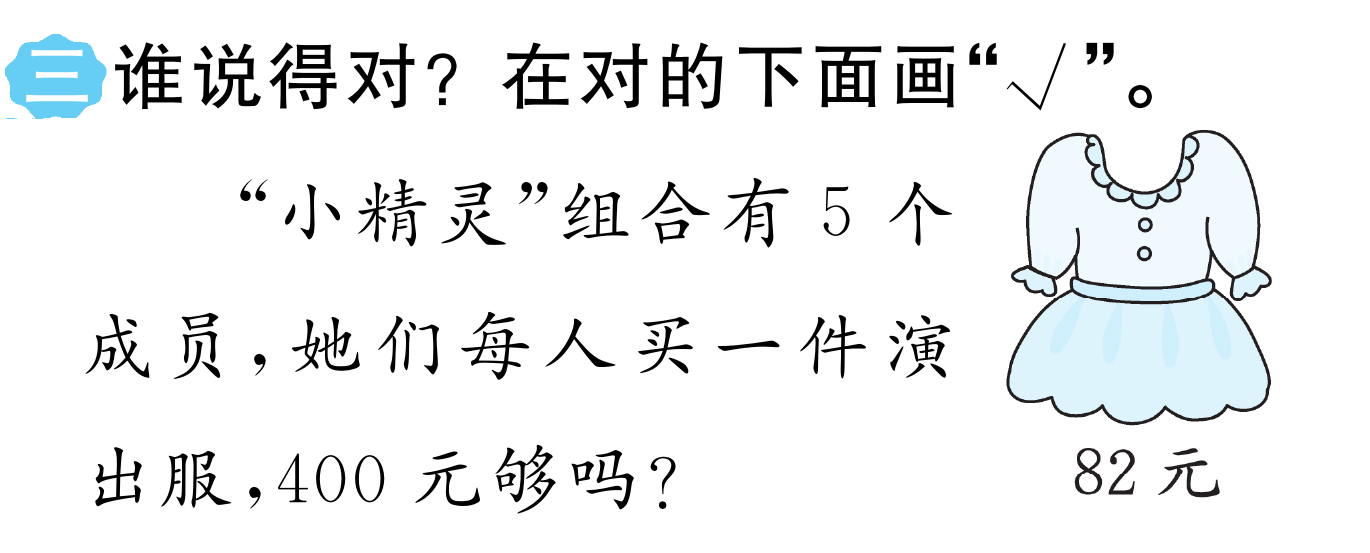 三 谁说得对？在对的下面画“√”。
“小精灵”组合有 5 个
成员，她们每人买一件演
出服，400 元够吗？
82 元